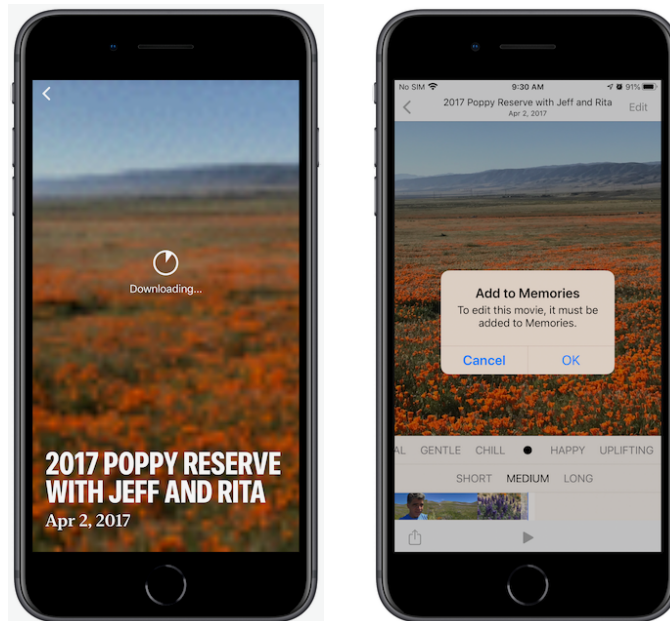 Downloading...
2017 POPPY RESERVE
WITH JEFF AND RITA
Apr 2, 2017
No SIM 9:30 AM 91%
2017 Poppy Reserve with Jeff and Rita Edit
Apr 2, 2017
Add to Memories
To edit this movie, it must be
added to Memories.
Cancel OK
AL GENTLE CHILL HAPPY UPLIFTING
SHORT MEDIUM LONG